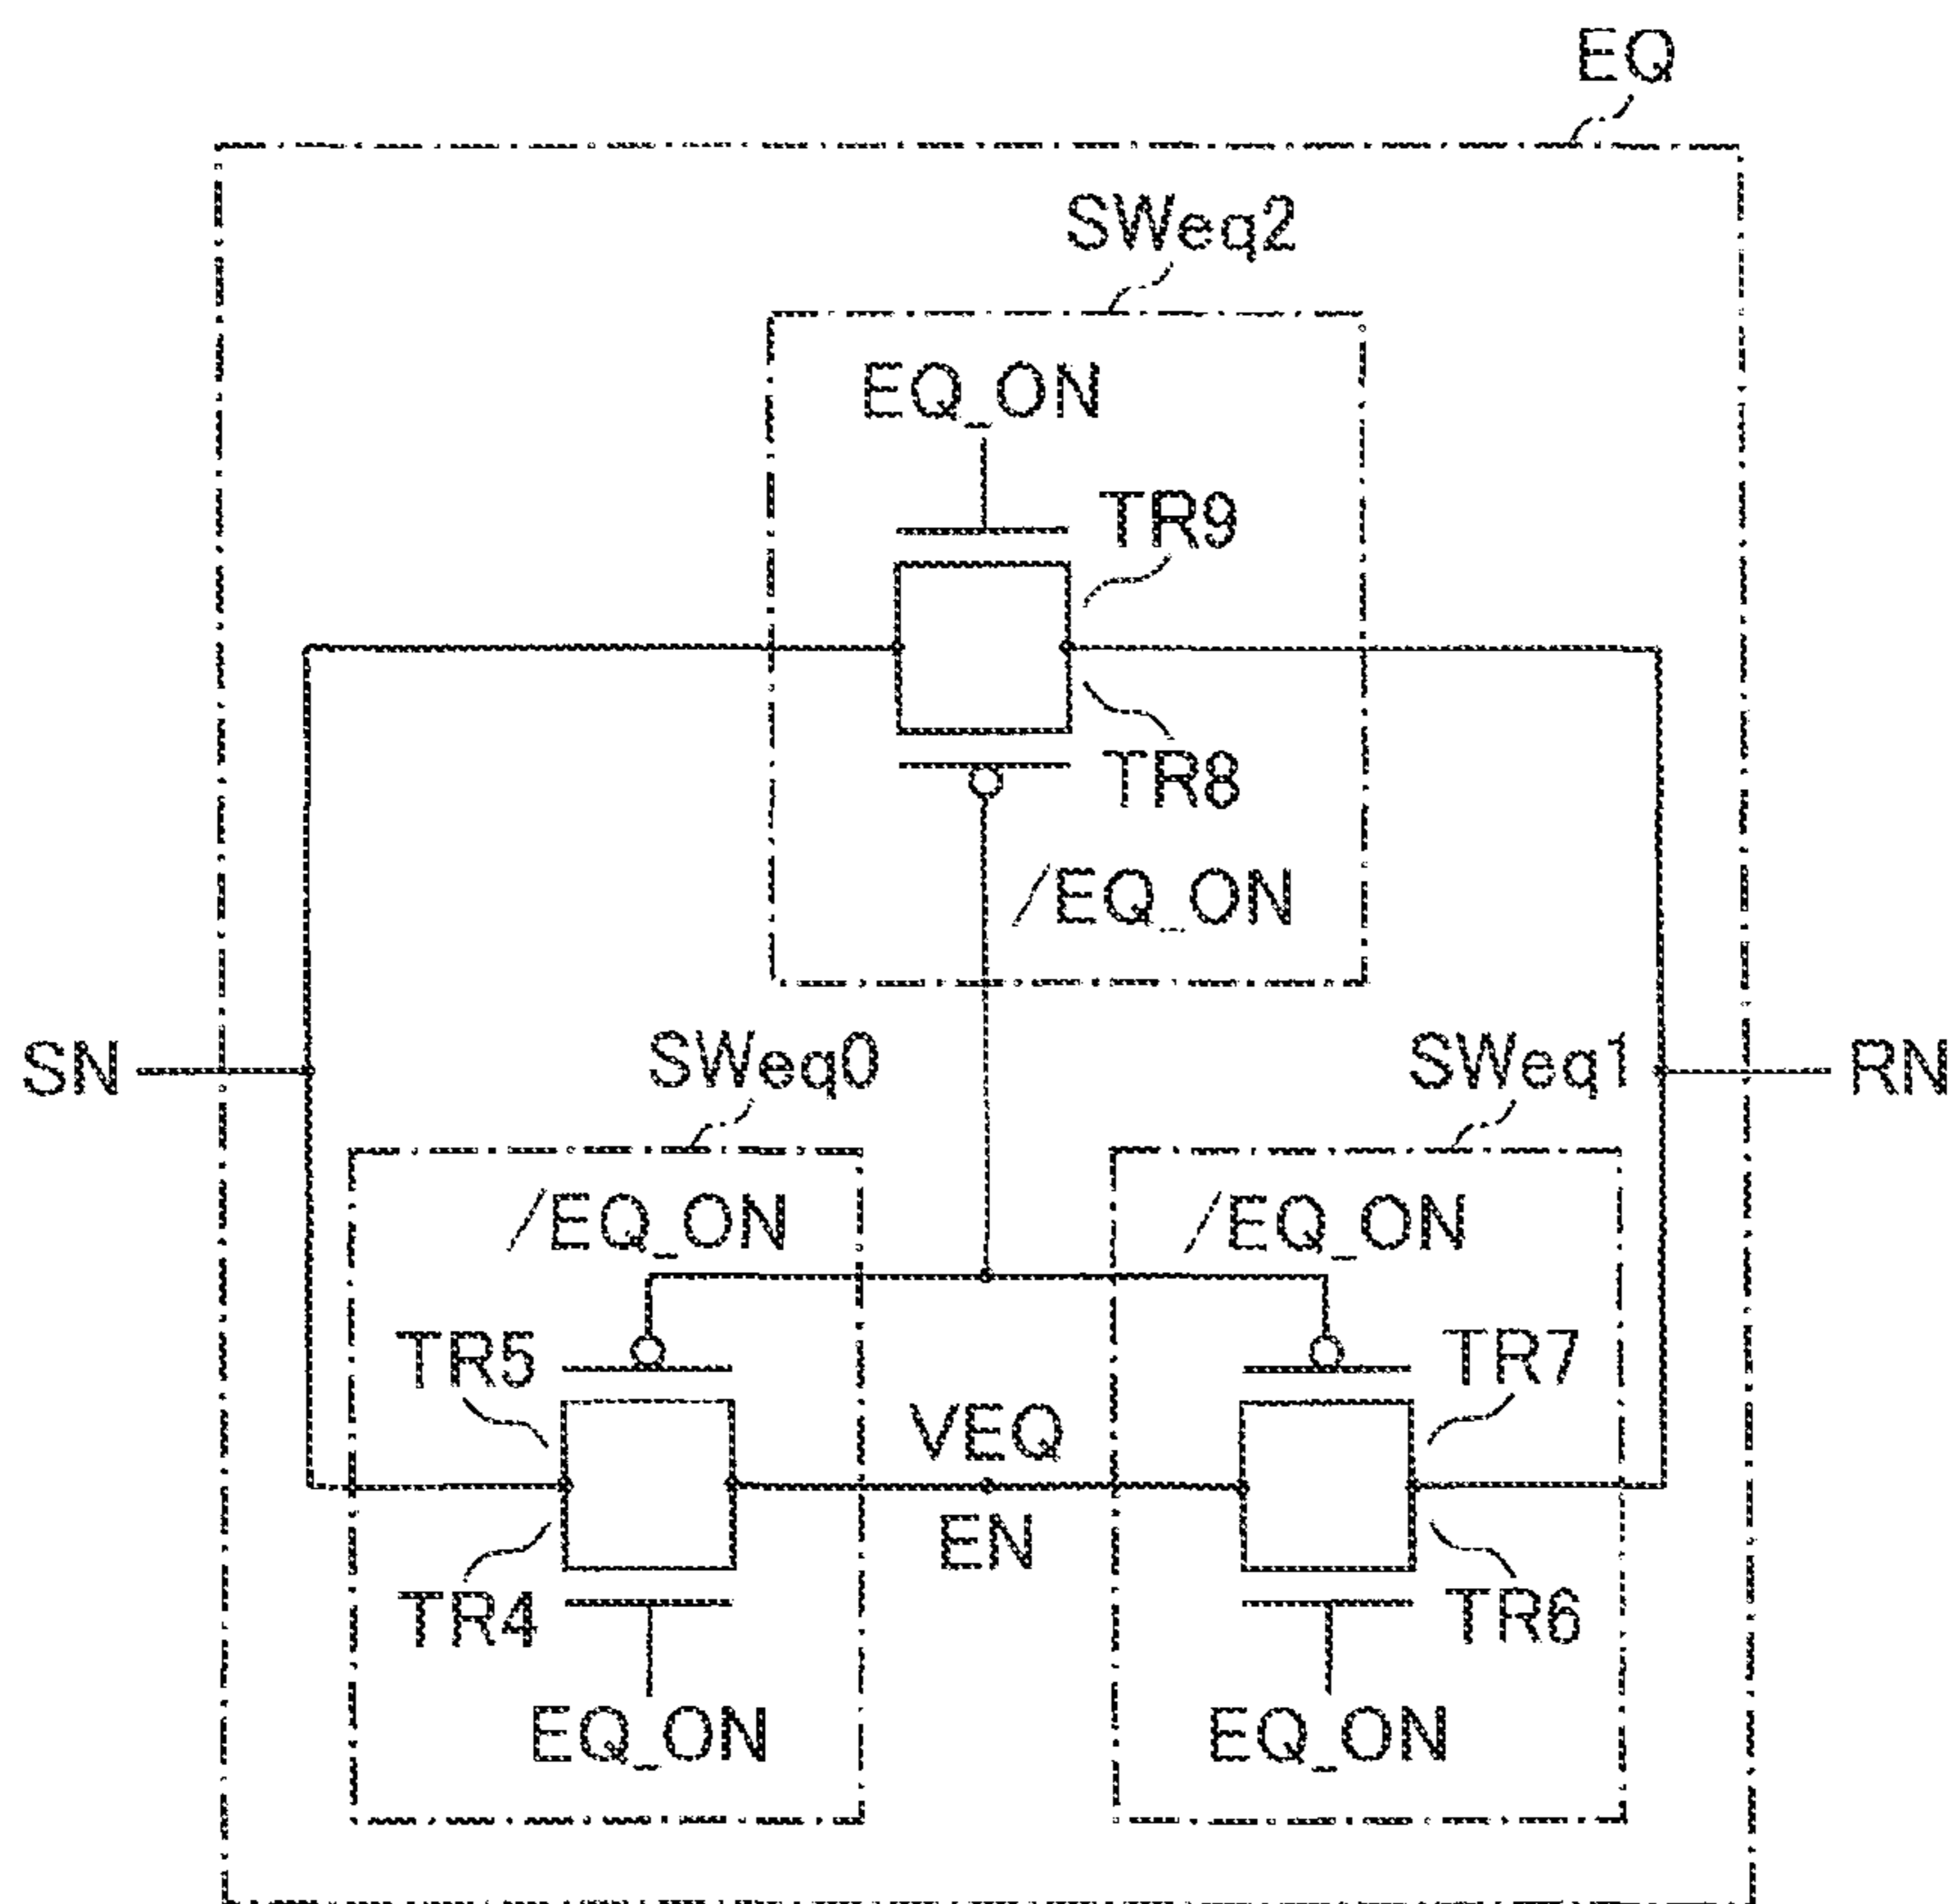 EQ
SWeq2
EQ_ON
TR9
TR8
/EQ_ON
SN
SWeq0
SWeq1
RN
/EQ_ON
/EQ_ON
TR5
TR7
VEQ
EN
TR4
TR6
EQ_ON
EQ_ON